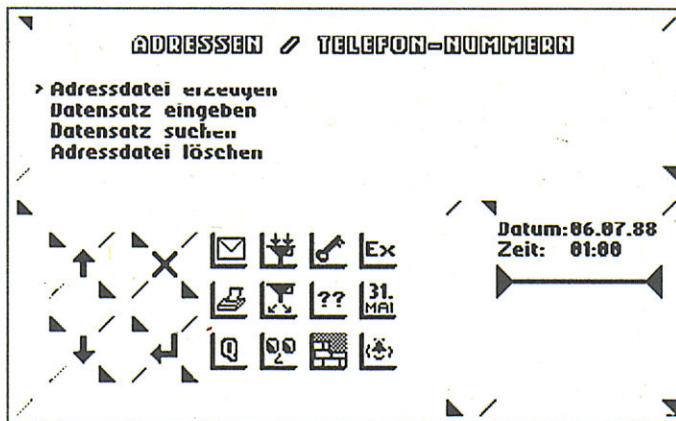 ADRESSEN / TELEFON-NUMMERN
> Adressdatei erzeugen
Datensatz eingeben
Datensatz suchen
Adressdatei löschen
Datum:06.07.88
Zeit: 01:00
Ex
??
31.
MAI
Q